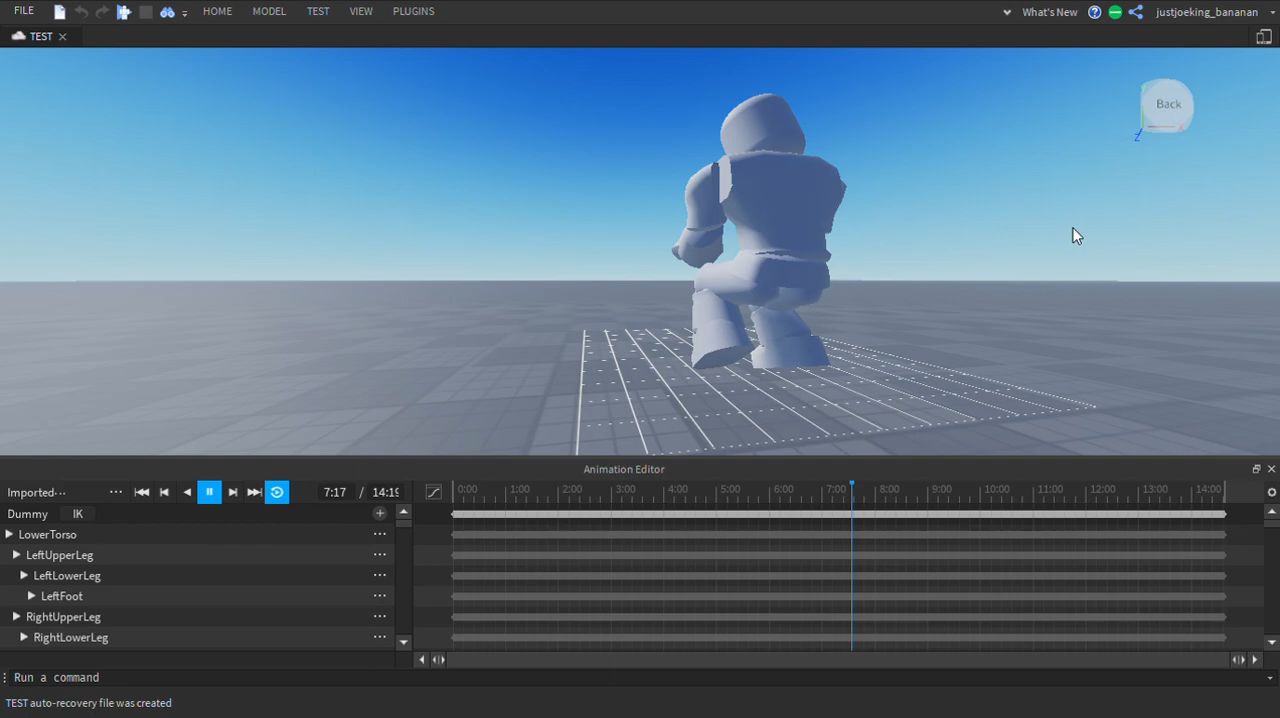 FILE HOME MODEL TEST VIEW PLUGINS What's New justjoeking_bananan
TEST
Back
Z
Animation Editor
Imported··· 7:17 / 14:19 0:00 1:00 2:00 3:00 4:00 5:00 6:00 7:00 8:00 9:00 10:00 11:00 12:00 13:00 14:00
Dummy IK
LowerTorso
LeftUpperLeg
LeftLowerLeg
LeftFoot
RightUpperLeg
RightLowerLeg
Run a command
TEST auto-recovery file was created